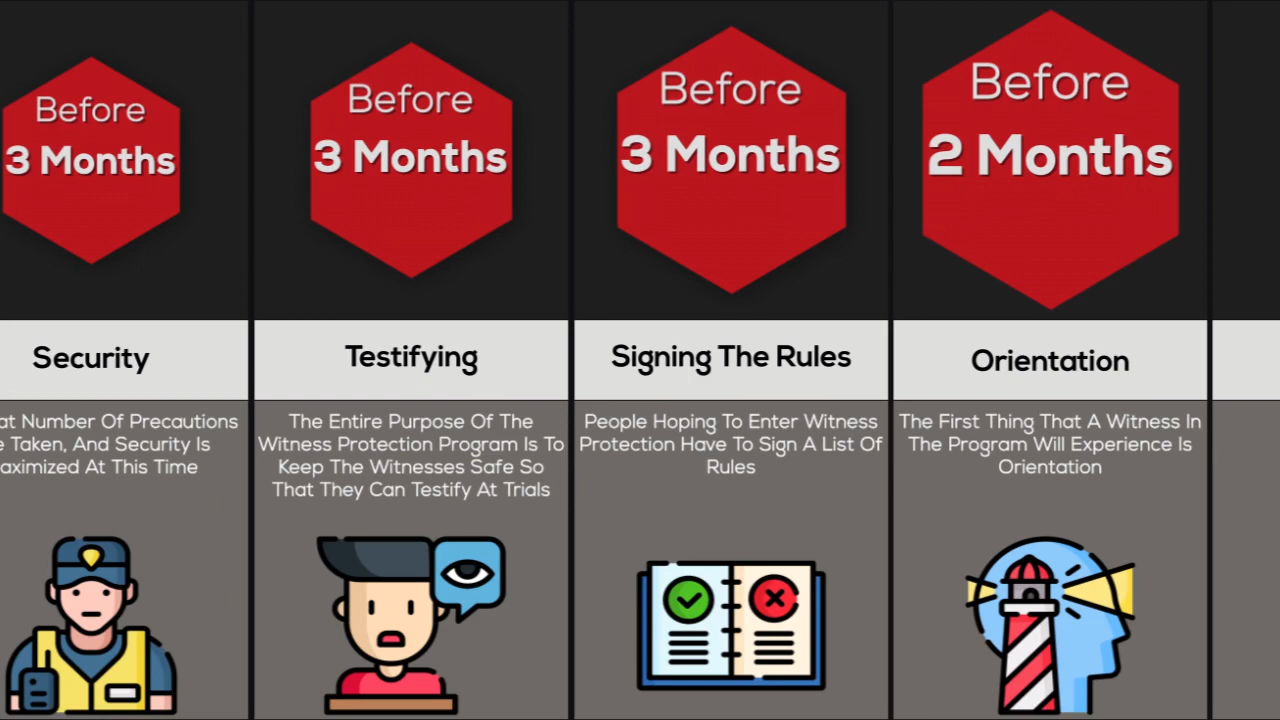 Before
3 Months
Security
Number Of Precautions
Taken, And Security Is
At This Time
Before
3 Months
Testifying
The Entire Purpose Of The
Witness Protection Program Is To
Keep The Witnesses Safe So
That They Can Testify At Trials
Before
3 Months
Signing The Rules
People Hoping To Enter Witness
Protection Have To Sign A List Of
Rules
Before
2 Months
Orientation
The First Thing That A Witness In
The Program Will Experience Is
Orientation